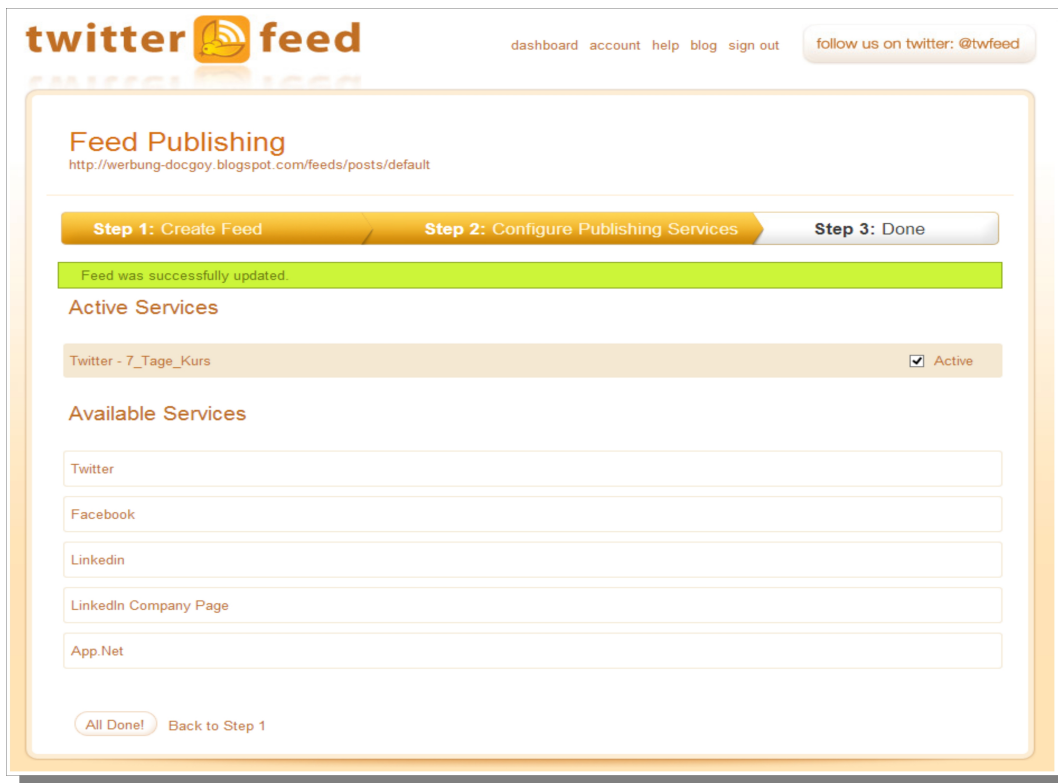 twitter feed
dashboard account help blog sign out
follow us on twitter: @twfeed
Feed Publishing
http://werbung-docgoy.blogspot.com/feeds/posts/default
Step 1: Create Feed
Step 2: Configure Publishing Services
Step 3: Done
Feed was successfully updated.
Active Services
Twitter - 7_Tage_Kurs
Active
Available Services
Twitter
Facebook
Linkedin
LinkedIn Company Page
App.Net
All Done!
Back to Step 1